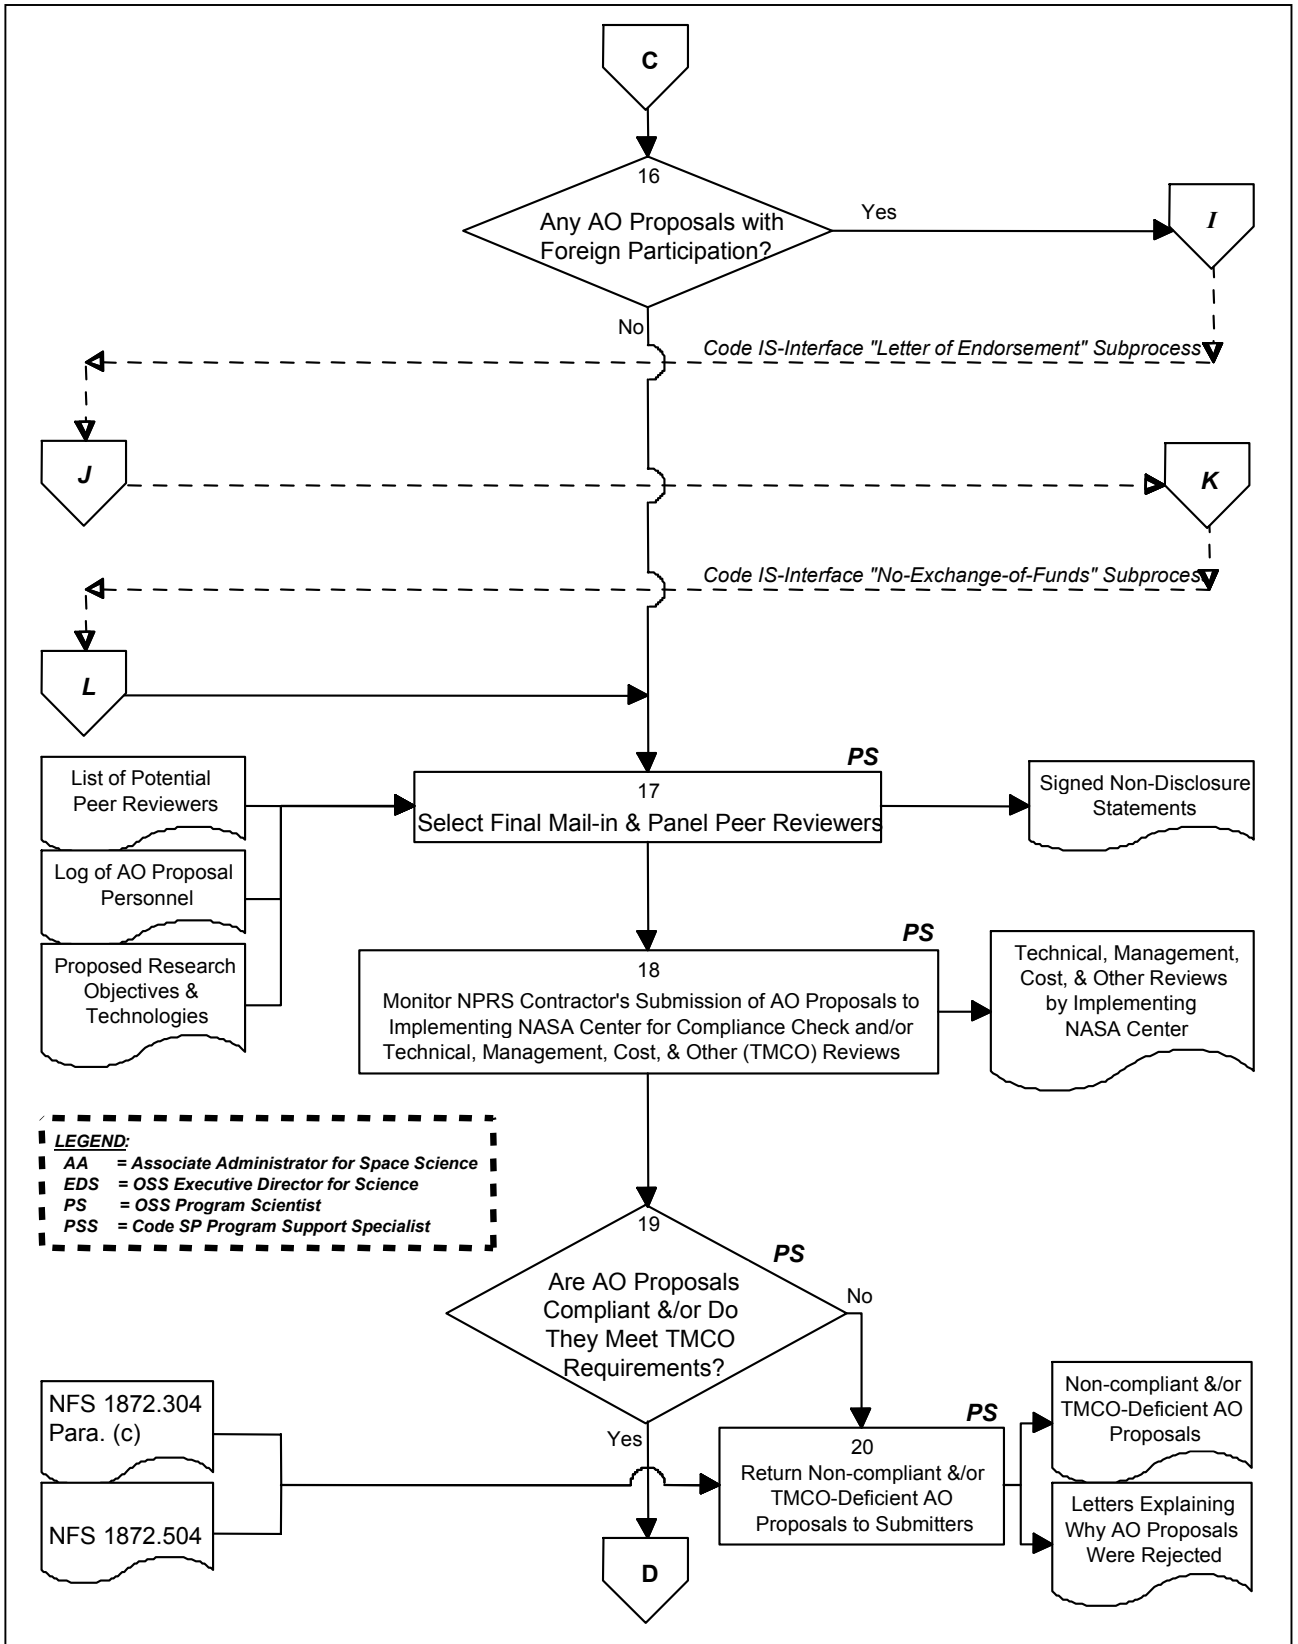 C
16
Any AO Proposals with
Foreign Participation?
Yes
I
No
Code IS-Interface "Letter of Endorsement" Subprocess
J
K
Code IS-Interface "No-Exchange-of-Funds" Subproces
L
List of Potential
Peer Reviewers
Log of AO Proposal
Personnel
Proposed Research
Objectives &
Technologies
PS
17
Select Final Mail-in & Panel Peer Reviewers
Signed Non-Disclosure
Statements
PS
18
Monitor NPRS Contractor's Submission of AO Proposals to
Implementing NASA Center for Compliance Check and/or
Technical, Management, Cost, & Other (TMCO) Reviews
Technical, Management,
Cost, & Other Reviews
by Implementing
NASA Center
LEGEND:
AA = Associate Administrator for Space Science
EDS = OSS Executive Director for Science
PS = OSS Program Scientist
PSS = Code SP Program Support Specialist
19
PS
Are AO Proposals
Compliant &/or Do
They Meet TMCO
Requirements?
No
Yes
NFS 1872.304
Para. (c)
NFS 1872.504
PS
20
Return Non-compliant &/or
TMCO-Deficient AO
Proposals to Submitters
Non-compliant &/or
TMCO-Deficient AO
Proposals
Letters Explaining
Why AO Proposals
Were Rejected
D